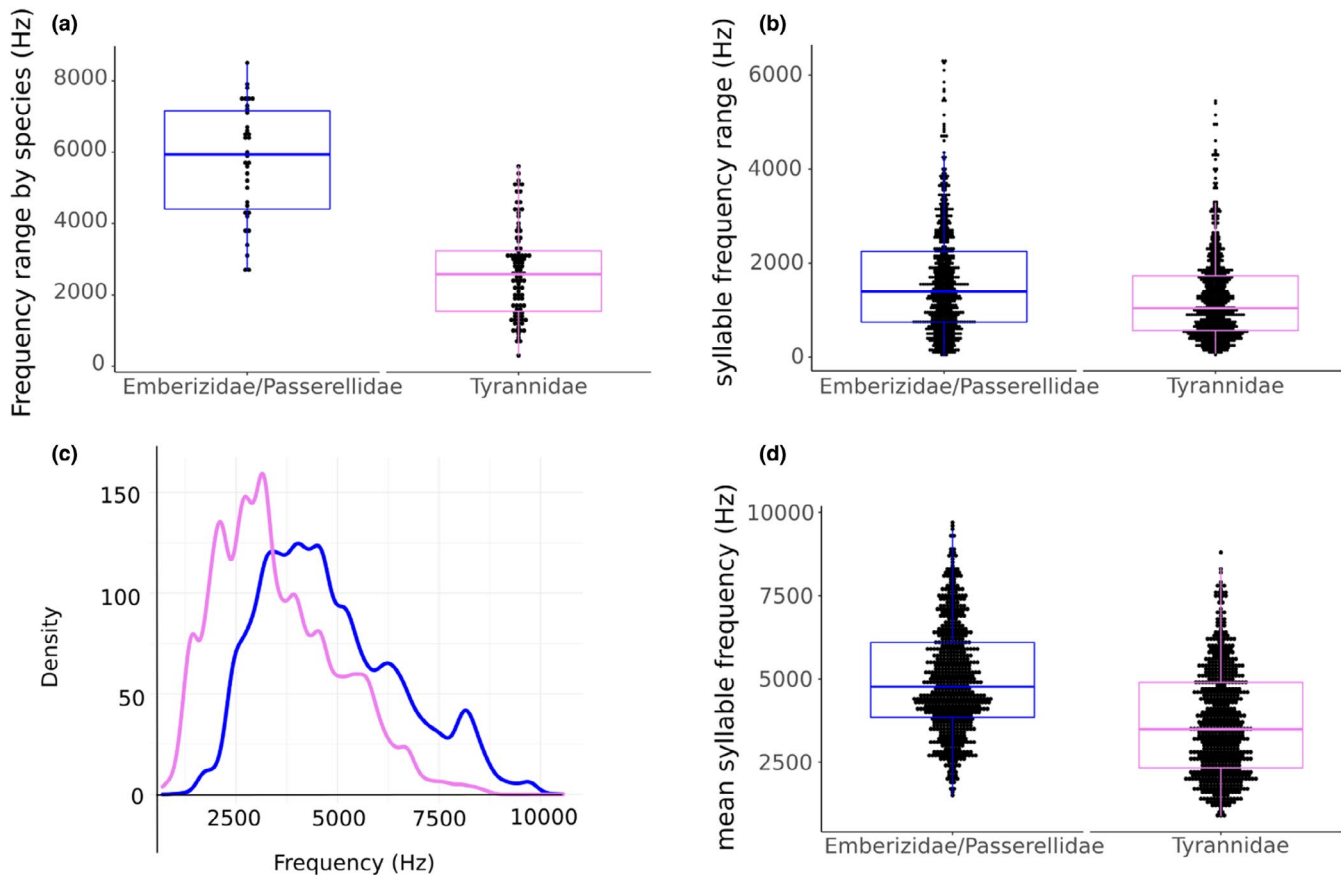 (a)
Frequency range by species (Hz)
8000
6000
4000
2000
0
Emberizidae/Passerellidae
Tyrannidae
(b)
syllable frequency range (Hz)
6000
4000
2000
0
Emberizidae/Passerellidae
Tyrannidae
(c)
Density
150
100
50
0
2500
5000
7500
10000
Frequency (Hz)
(d)
mean syllable frequency (Hz)
10000
7500
5000
2500
Emberizidae/Passerellidae
Tyrannidae